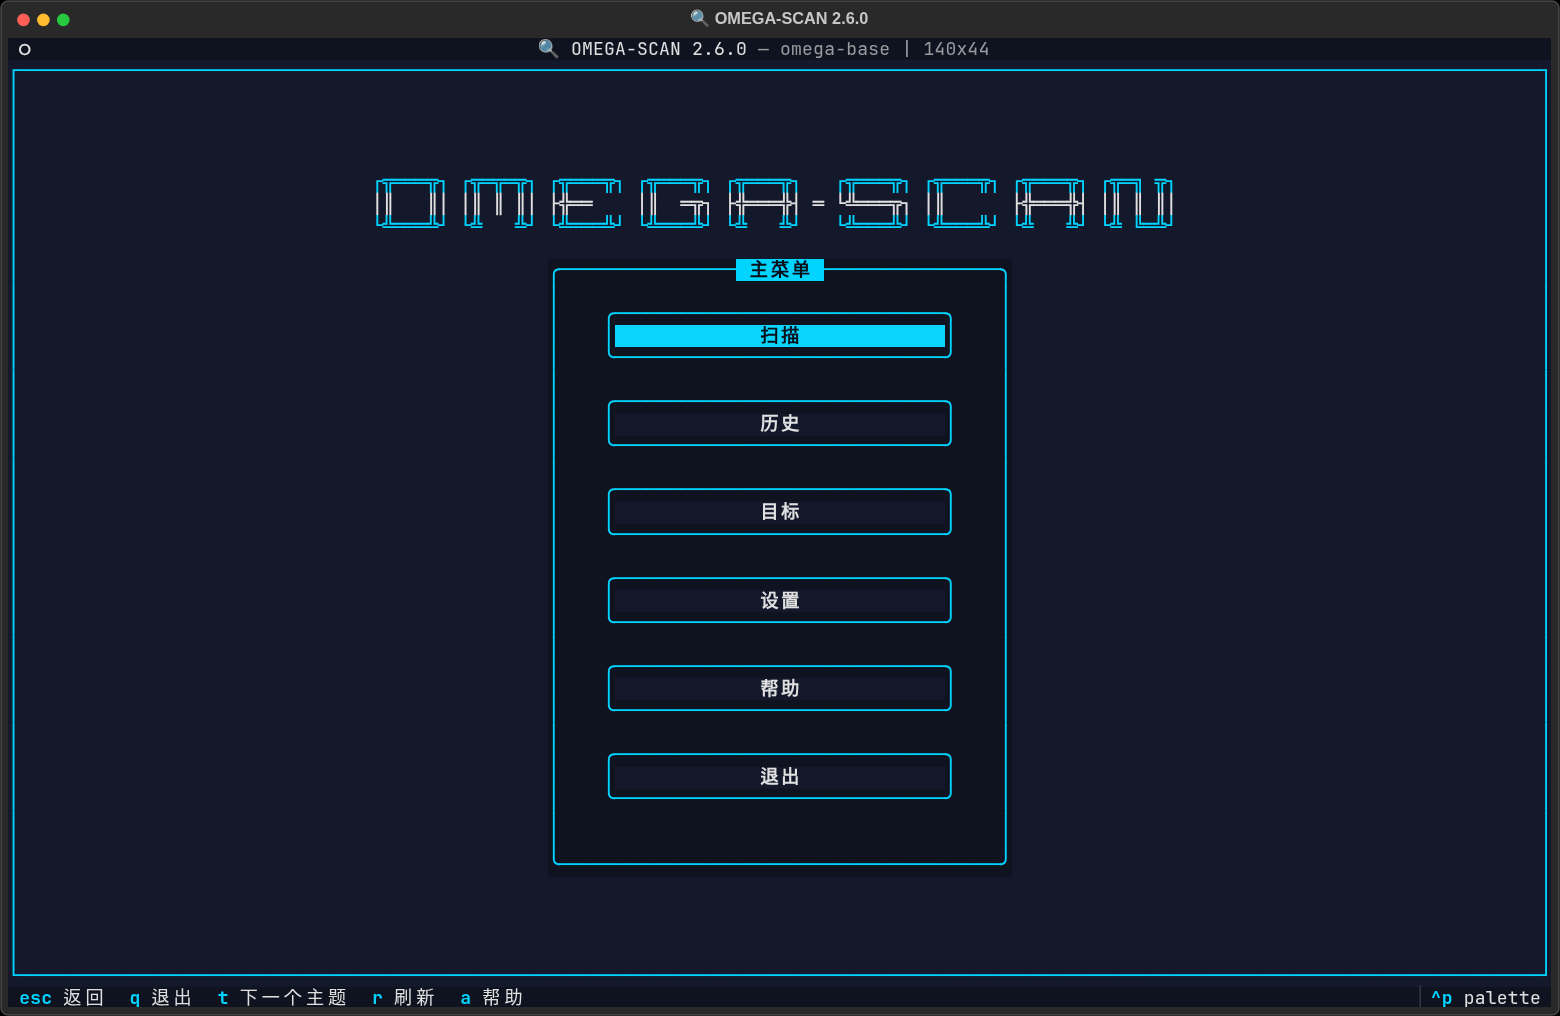 🔍 OMEGA-SCAN 2.6.0
🔍 OMEGA-SCAN 2.6.0 — omega-base | 140x44
OMEGA-SCAN
主菜单
扫描
历史
目标
设置
帮助
退出
esc 返回 q 退出 t 下一个主题 r 刷新 a 帮助 ^p palette